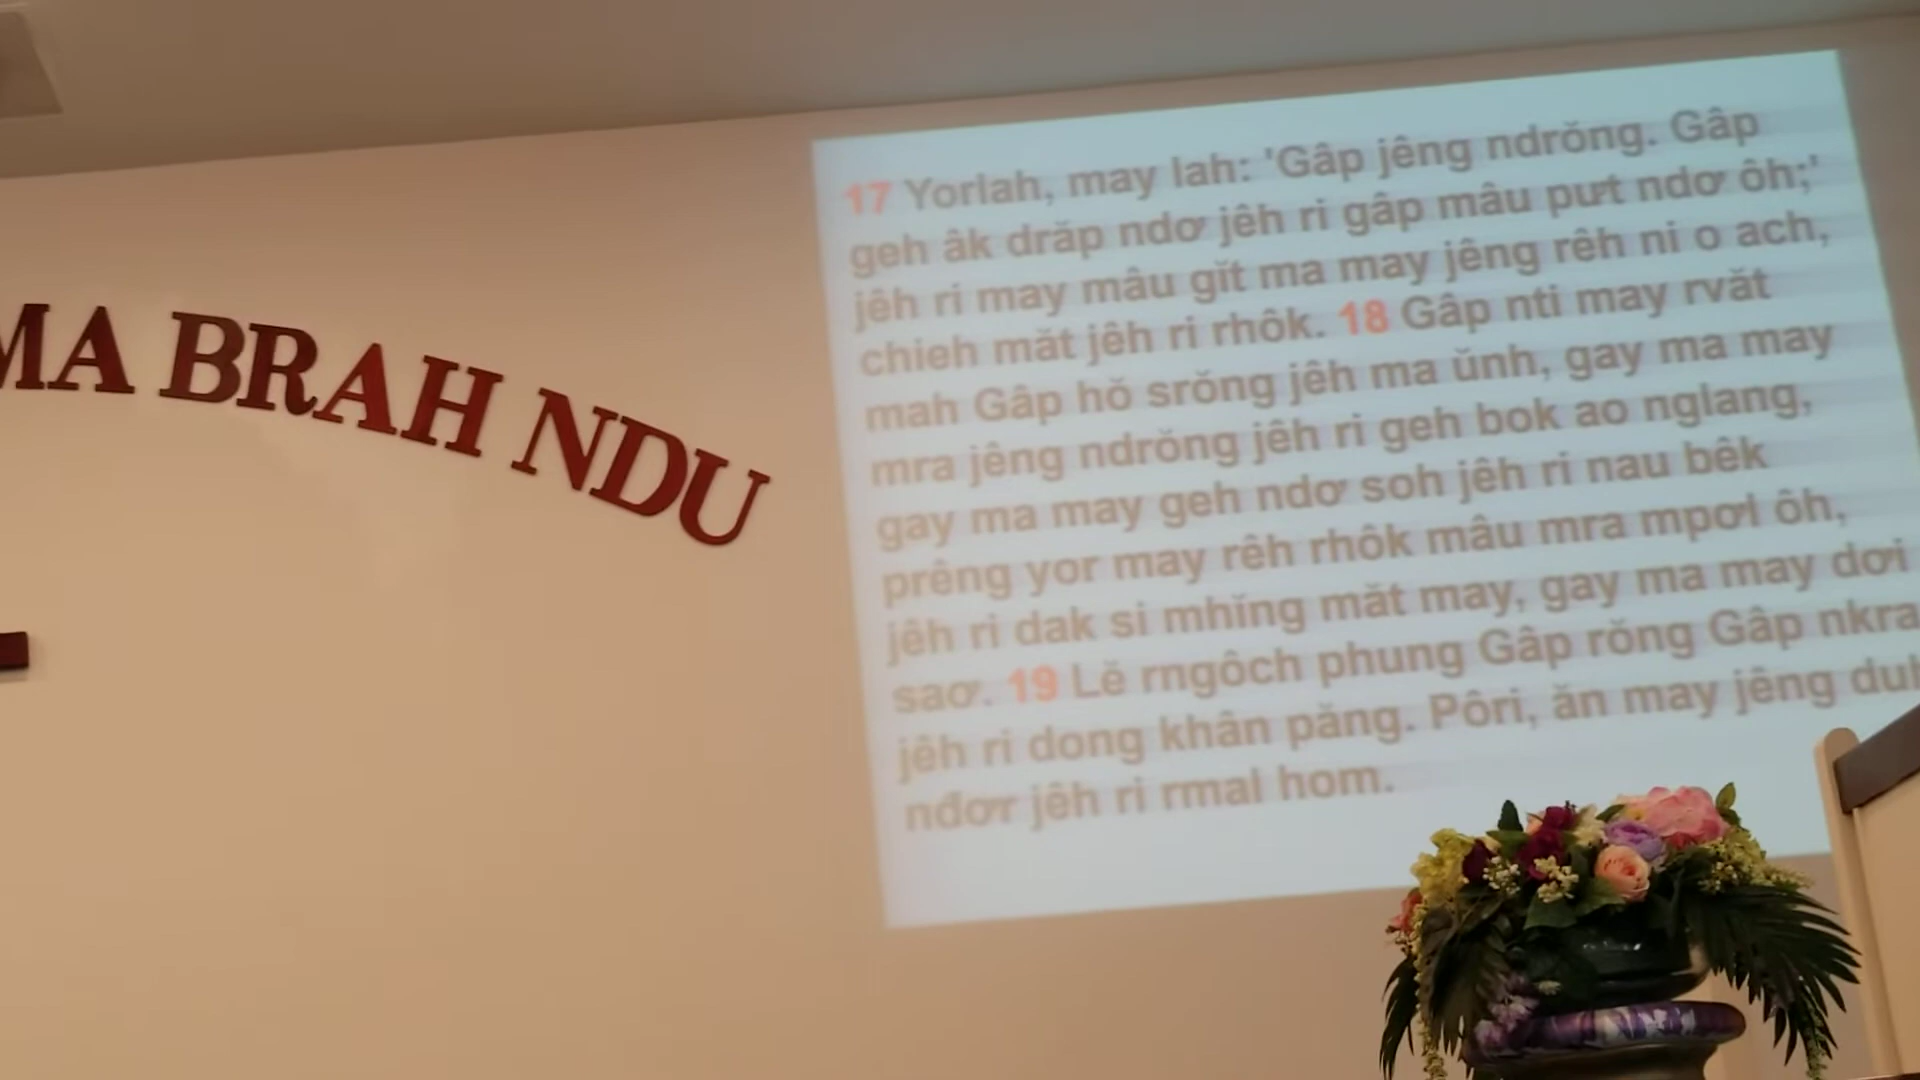 MA BRAH NDU
17 Yorlah, may lah: 'Gâp jêng ndrŏng. Gâp
geh âk drăp ndơ jêh ri gâp mâu pưt ndơ ôh;'
jêh ri may mâu gĭt ma may jêng rêh ni o ach,
chieh măt jêh ri rhôk. 18 Gâp nti may rvăt
mah Gâp hŏ srŏng jêh ma ŭnh, gay ma may
mra jêng ndrŏng jêh ri geh bok ao nglang,
gay ma may geh ndơ soh jêh ri nau bêk
prêng yor may rêh rhôk mâu mra mpơl ôh,
jêh ri dak si mhĭng măt may, gay ma may dơi
saơ. 19 Lĕ rngôch phung Gâp rŏng Gâp nkra
jêh ri dong khân păng. Pôri, ăn may jêng
nđơr jêh ri rmal hom.